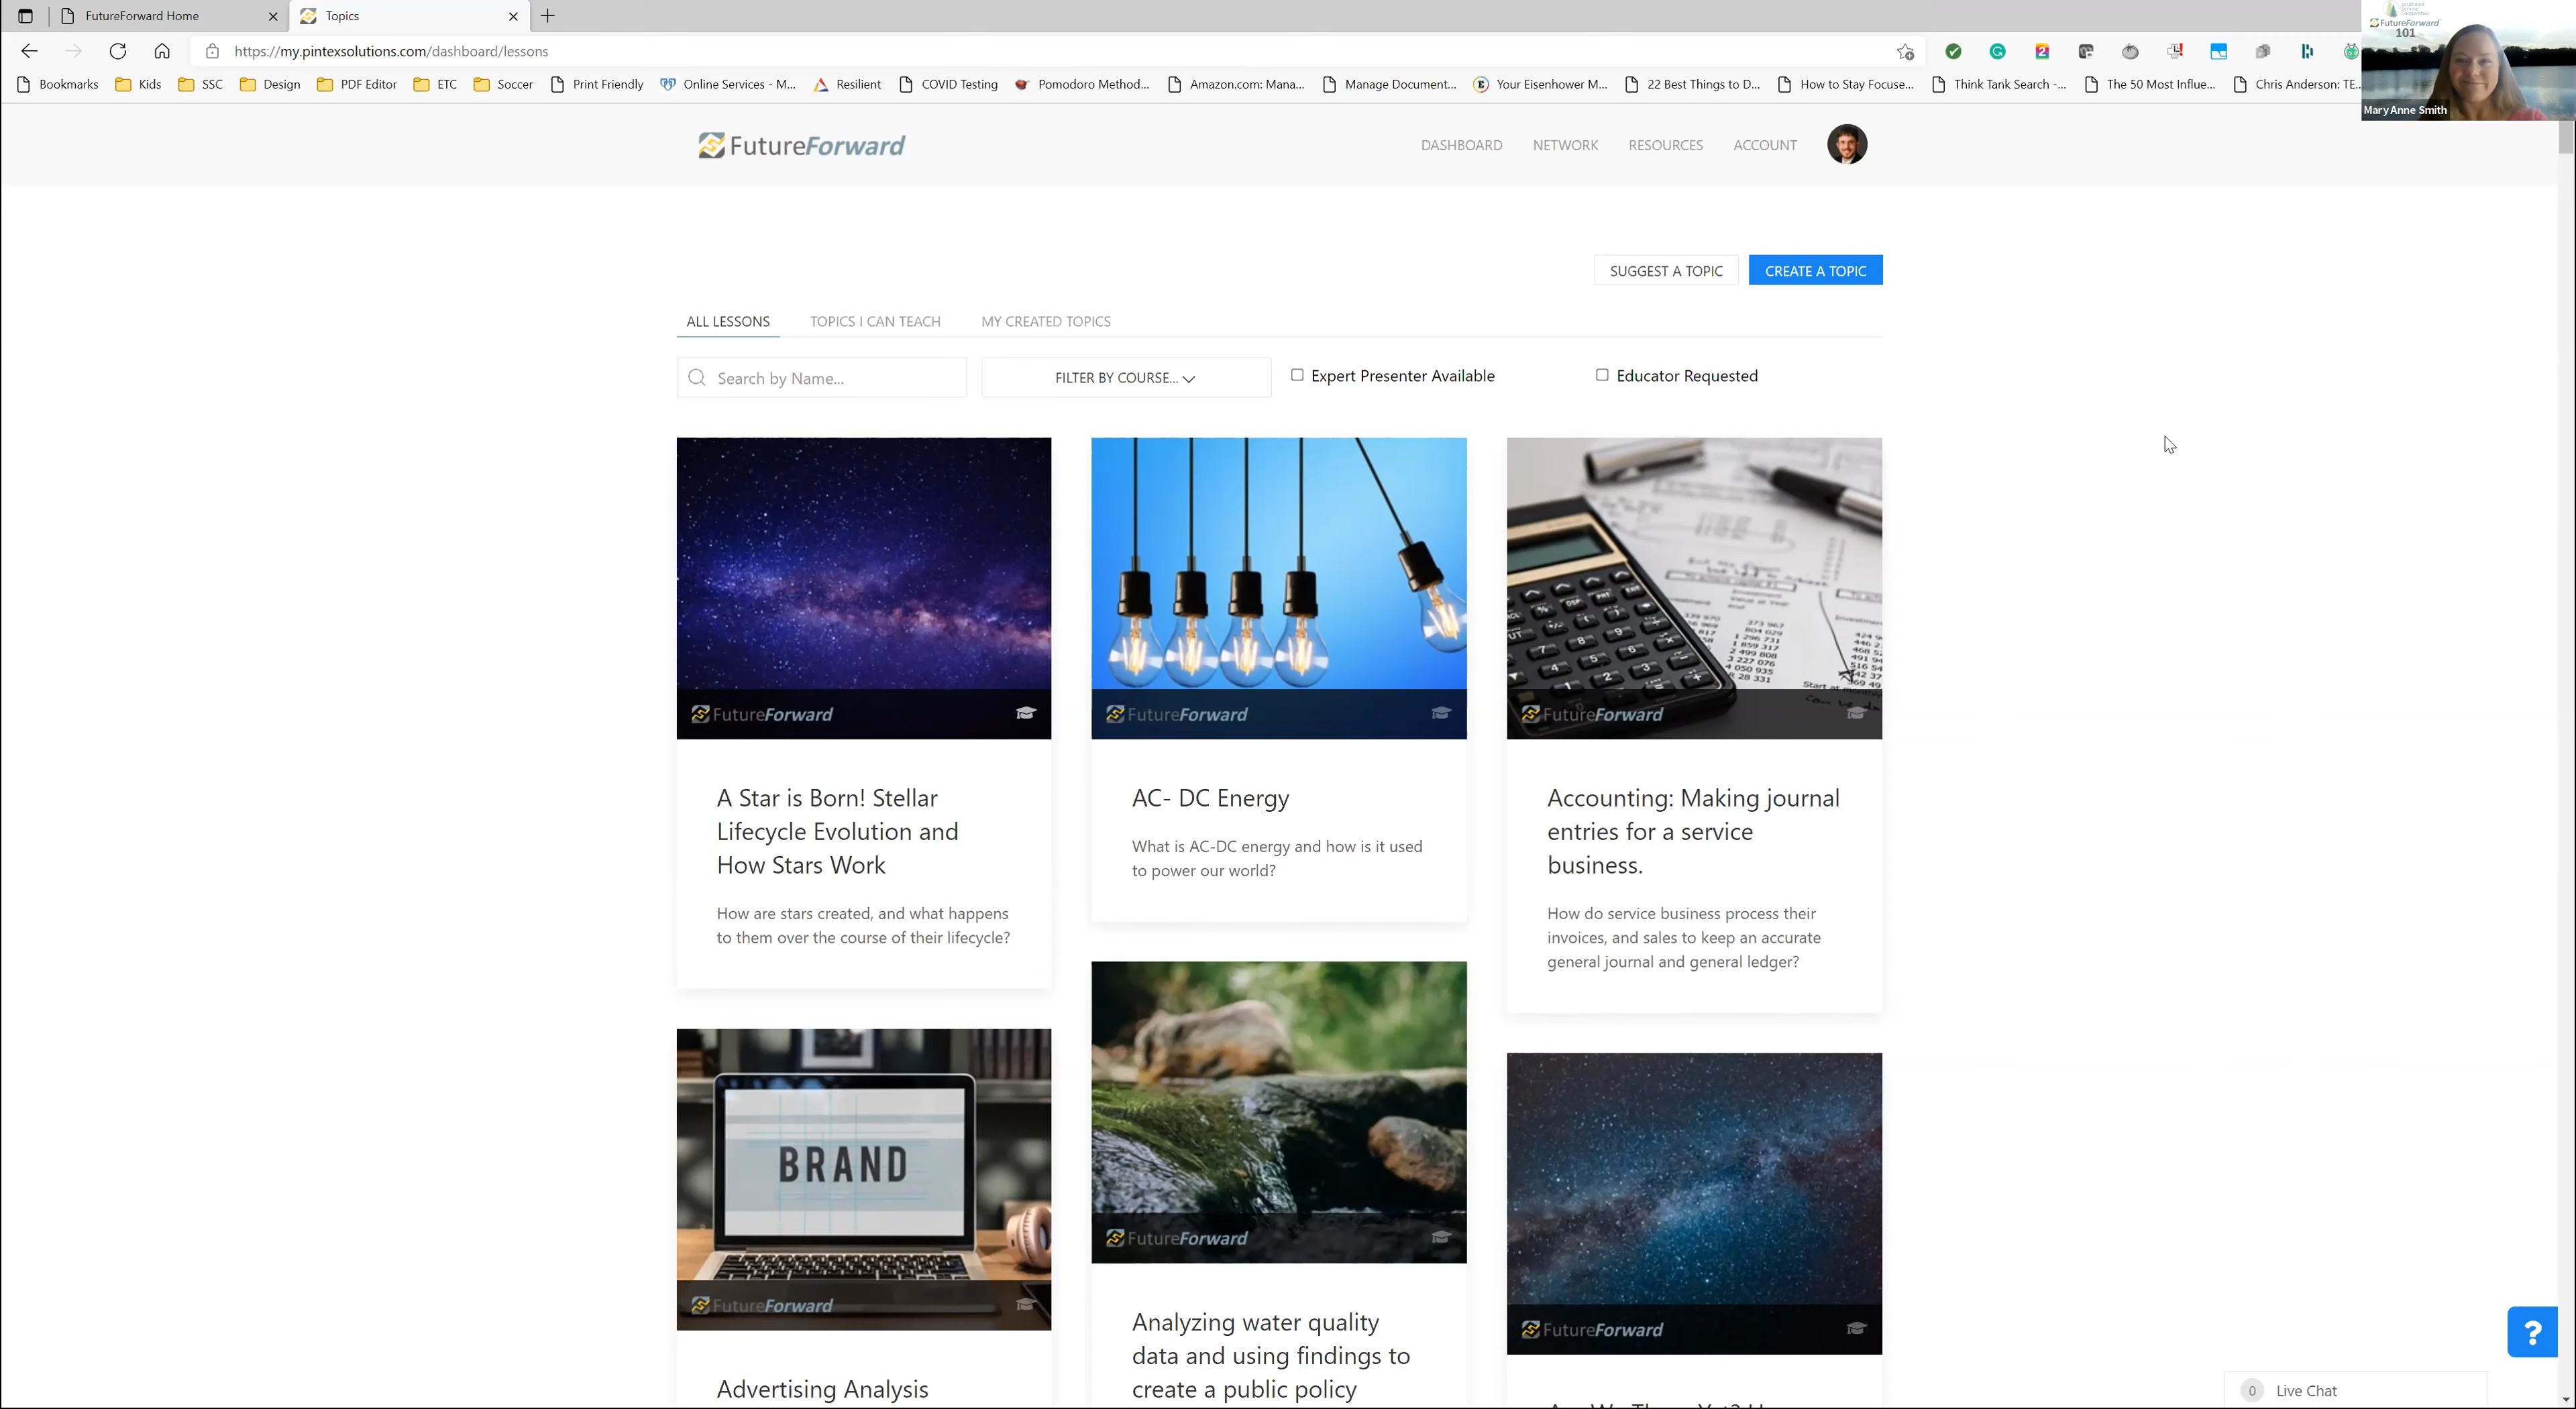 FutureForward Home
Topics
https://my.pintexsolutions.com/dashboard/lessons
Bookmarks Kids SSC Design PDF Editor ETC Soccer Print Friendly Online Services - M... Resilient COVID Testing Pomodoro Method... Amazon.com: Mana... Manage Document... Your Eisenhower M... 22 Best Things to D... How to Stay Focuse... Think Tank Search -... The 50 Most Influe... Chris Anderson: TE...
FutureForward
101
Mary Anne Smith
FutureForward
DASHBOARD NETWORK RESOURCES ACCOUNT
SUGGEST A TOPIC CREATE A TOPIC
ALL LESSONS TOPICS I CAN TEACH MY CREATED TOPICS
Search by Name... FILTER BY COURSE... Expert Presenter Available Educator Requested
FutureForward
A Star is Born! Stellar
Lifecycle Evolution and
How Stars Work
How are stars created, and what happens
to them over the course of their lifecycle?
FutureForward
AC- DC Energy
What is AC-DC energy and how is it used
to power our world?
FutureForward
Accounting: Making journal
entries for a service
business.
How do service business process their
invoices, and sales to keep an accurate
general journal and general ledger?
BRAND
FutureForward
Advertising Analysis
FutureForward
Analyzing water quality
data and using findings to
create a public policy
FutureForward
?
0 Live Chat